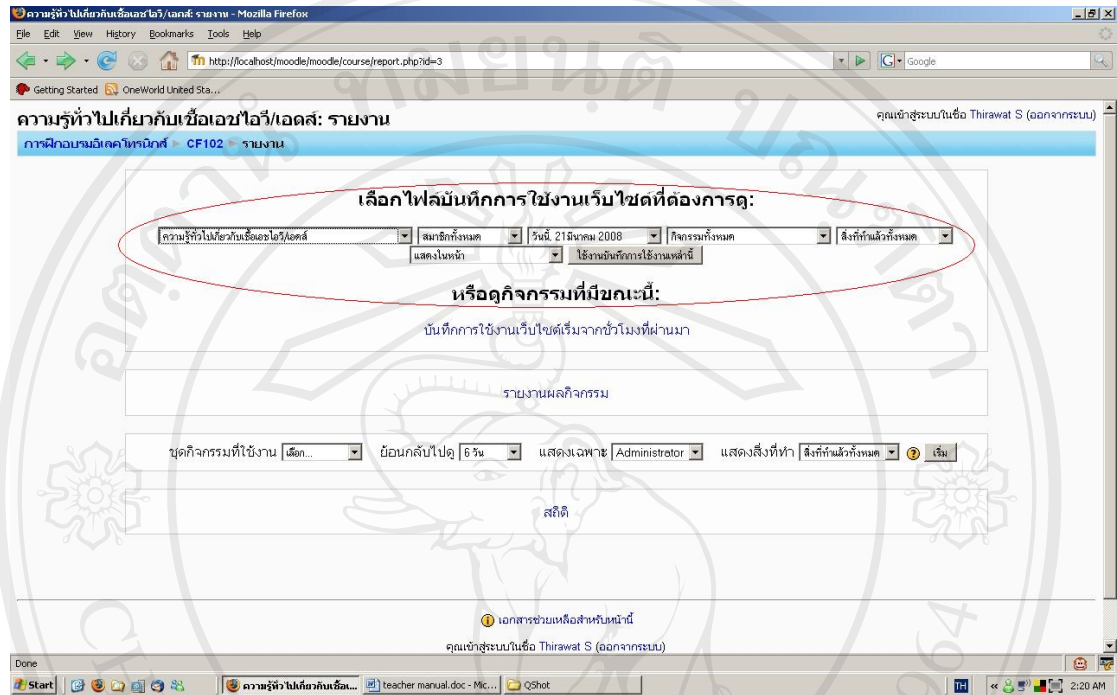 ความรู้ทั่วไปเกี่ยวกับเชื้อเอชไอวี/เอดส์: รายงาน - Mozilla Firefox
File Edit View History Bookmarks Tools Help
http://localhost/moodle/moodle/course/report.php?id=3
Google
Getting Started OneWorld United Sta...
ความรู้ทั่วไปเกี่ยวกับเชื้อเอชไอวี/เอดส์: รายงาน
คุณเข้าสู่ระบบในชื่อ Thirawat S (ออกจากระบบ)
การฝึกอบรมอิเลคโทรนิกส์ ► CF102 ► รายงาน
เลือกไฟล์บันทึกการใช้งานเว็บไซต์ที่ต้องการดู:
ความรู้ทั่วไปเกี่ยวกับเชื้อเอชไอวี/เอดส์ สมาชิกทั้งหมด วันนี้, 21 มีนาคม 2008 กิจกรรมทั้งหมด สิ่งที่ทำแล้วทั้งหมด
แสดงในหน้า ใช้งานบันทึกการใช้งานเหล่านี้
หรือดูกิจกรรมที่มีขณะนี้:
บันทึกการใช้งานเว็บไซต์เริ่มจากชั่วโมงที่ผ่านมา
รายงานผลกิจกรรม
ชุดกิจกรรมที่ใช้งาน เลือก... ย้อนกลับไปดู 6 วัน แสดงเฉพาะ Administrator แสดงสิ่งที่ทำ สิ่งที่ทำแล้วทั้งหมด เริ่ม
สถิติ
เอกสารช่วยเหลือสำหรับหน้านี้
คุณเข้าสู่ระบบในชื่อ Thirawat S (ออกจากระบบ)
Done
Start ความรู้ทั่วไปเกี่ยวกับเชื้อเ... teacher manual.doc - Mic... QShot TH 2:20 AM